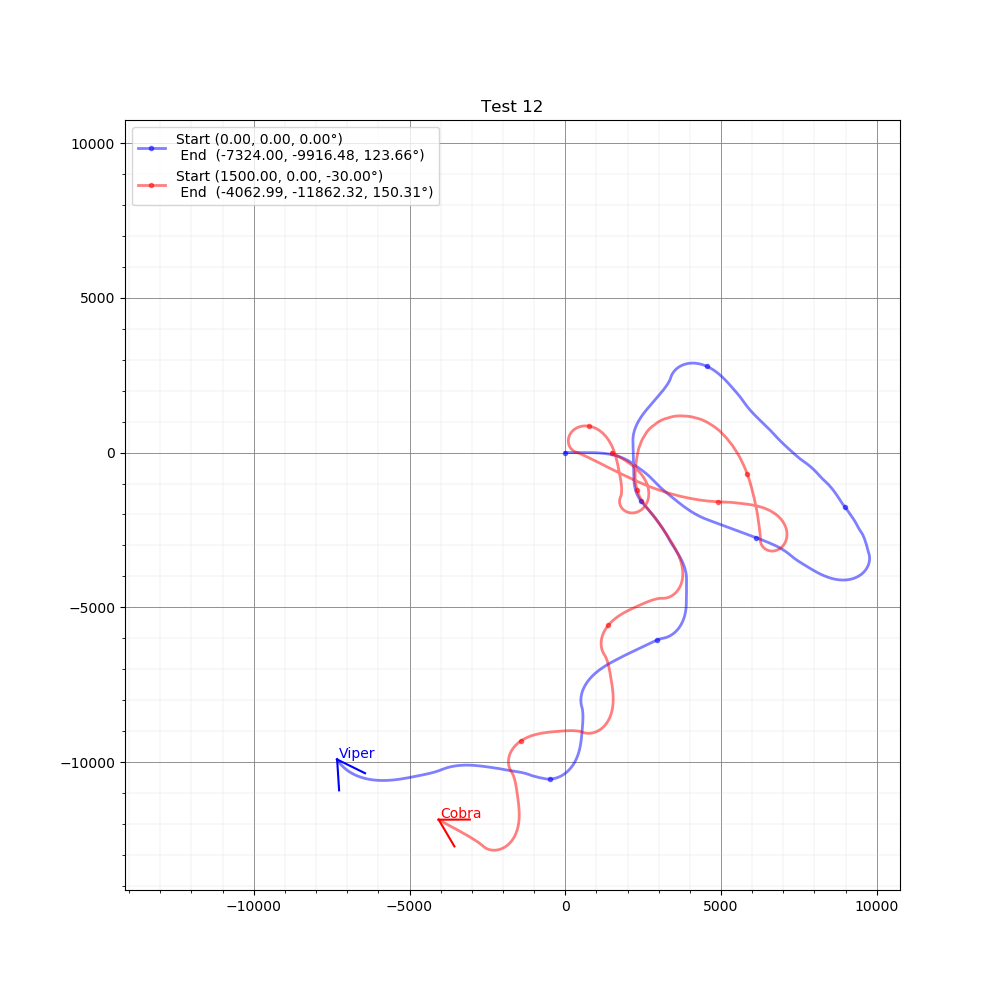 Test 12
Start (0.00, 0.00, 0.00°)
End  (-7324.00, -9916.48, 123.66°)
Start (1500.00, 0.00, -30.00°)
End  (-4062.99, -11862.32, 150.31°)
10000
5000
0
−5000
−10000
Viper
Cobra
−10000
−5000
0
5000
10000